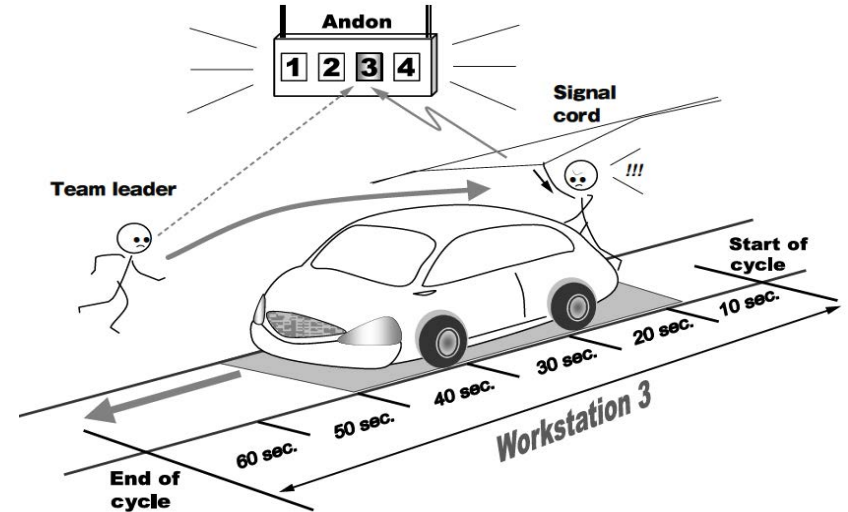 Andon
1 2 3 4
Signal
cord
!!!
Team leader
Start of
cycle
10 sec.
20 sec.
30 sec.
40 sec.
50 sec.
60 sec.
Workstation 3
End of
cycle